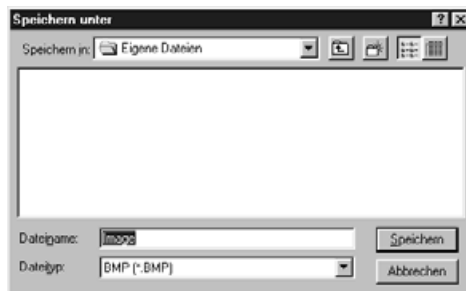 Speichern unter
Speichern in: Eigene Dateien
Dateiname: Image Speichern
Dateityp: BMP (*.BMP) Abbrechen